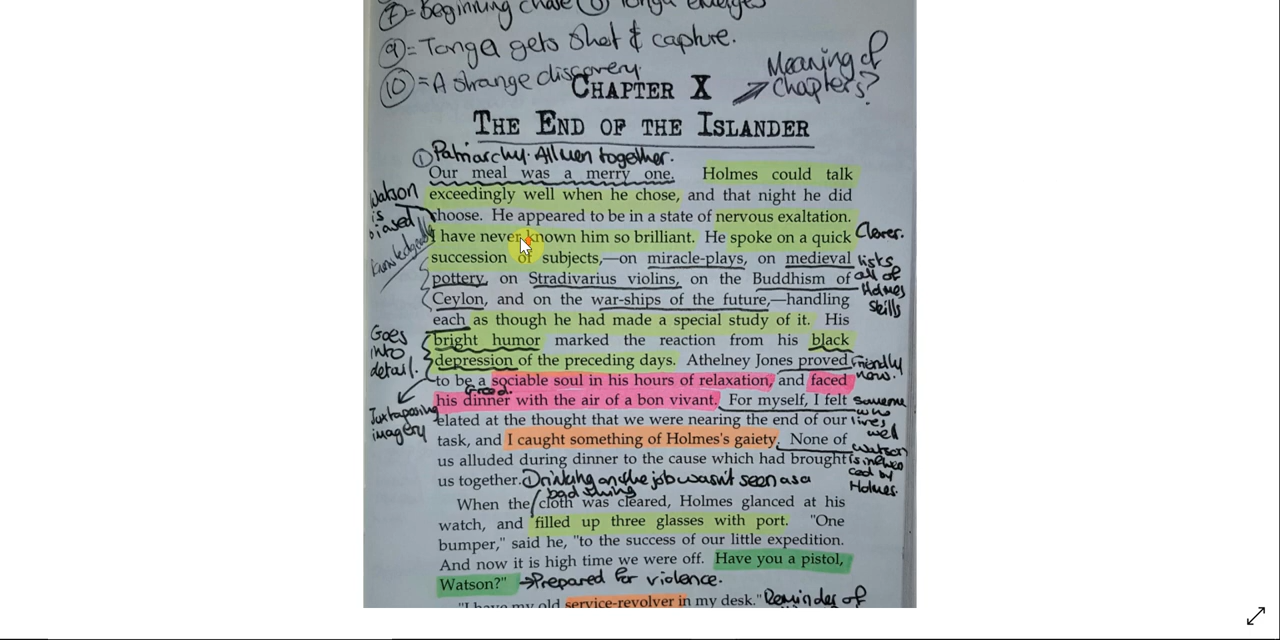 ⑦= Beginning chase ⑧ Tonga emerges
⑨= Tonga gets shot & capture.
⑩= A strange discovery.
Meaning of
Chapters?
CHAPTER X
THE END OF THE ISLANDER
① Patriarchy. All men together.
Our meal was a merry one. Holmes could talk
exceedingly well when he chose, and that night he did
choose. He appeared to be in a state of nervous exaltation.
I have never known him so brilliant. He spoke on a quick
succession of subjects,—on miracle-plays, on medieval
pottery, on Stradivarius violins, on the Buddhism of
Ceylon, and on the war-ships of the future,—handling
each as though he had made a special study of it. His
bright humor marked the reaction from his black
depression of the preceding days. Athelney Jones proved
to be a sociable soul in his hours of relaxation, and faced
his dinner with the air of a bon vivant. For myself, I felt
elated at the thought that we were nearing the end of our
task, and I caught something of Holmes's gaiety. None of
us alluded during dinner to the cause which had brought
us together. Drinking on the job wasn't seen as a
bad thing
When the cloth was cleared, Holmes glanced at his
watch, and filled up three glasses with port. "One
bumper," said he, "to the success of our little expedition.
And now it is high time we were off. Have you a pistol,
Watson?" →Prepared for violence.
"I have my old service-revolver in my desk." Reminder of
Watson
is
biased
Knowledgeable
Goes
into
detail.
Juxtaposing
imagery
Clever.
lists
all of
Holmes
skills
Friendly
now.
someone
who
lives
well
Watson
is influenced
by
Holmes.